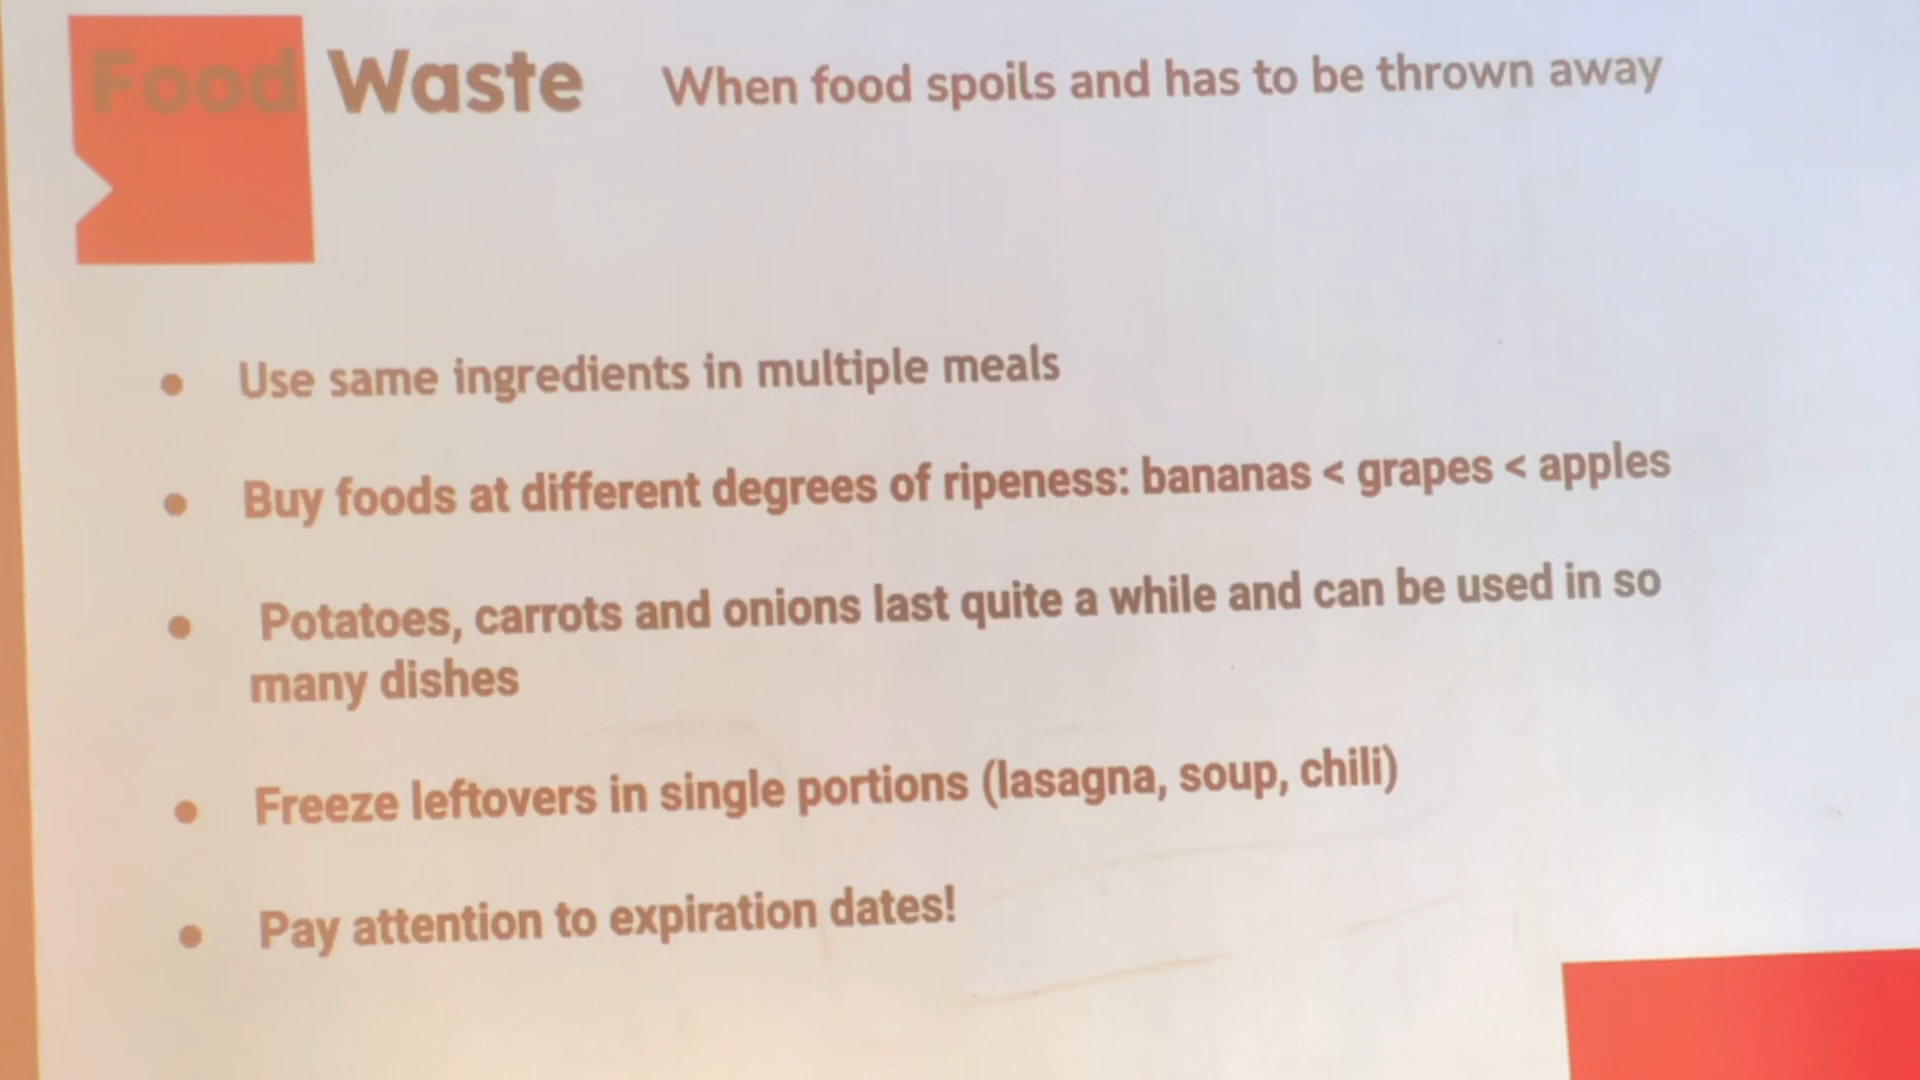 Food Waste When food spoils and has to be thrown away
• Use same ingredients in multiple meals
• Buy foods at different degrees of ripeness: bananas < grapes < apples
• Potatoes, carrots and onions last quite a while and can be used in so
many dishes
• Freeze leftovers in single portions (lasagna, soup, chili)
• Pay attention to expiration dates!